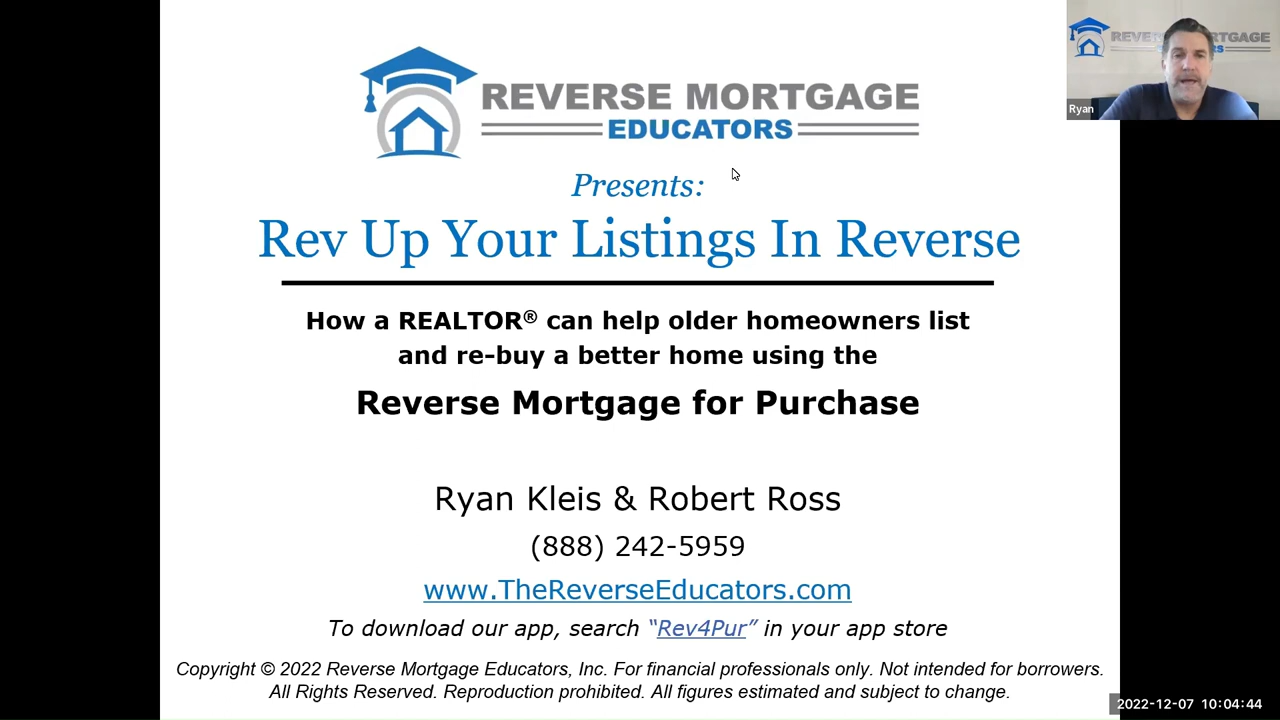 REVERSE MORTGAGE
EDUCATORS
Presents:
Rev Up Your Listings In Reverse
How a REALTOR® can help older homeowners list
and re-buy a better home using the
Reverse Mortgage for Purchase
Ryan Kleis & Robert Ross
(888) 242-5959
www.TheReverseEducators.com
To download our app, search “Rev4Pur” in your app store
Copyright © 2022 Reverse Mortgage Educators, Inc. For financial professionals only. Not intended for borrowers.
All Rights Reserved. Reproduction prohibited. All figures estimated and subject to change.
Ryan
2022-12-07 10:04:44